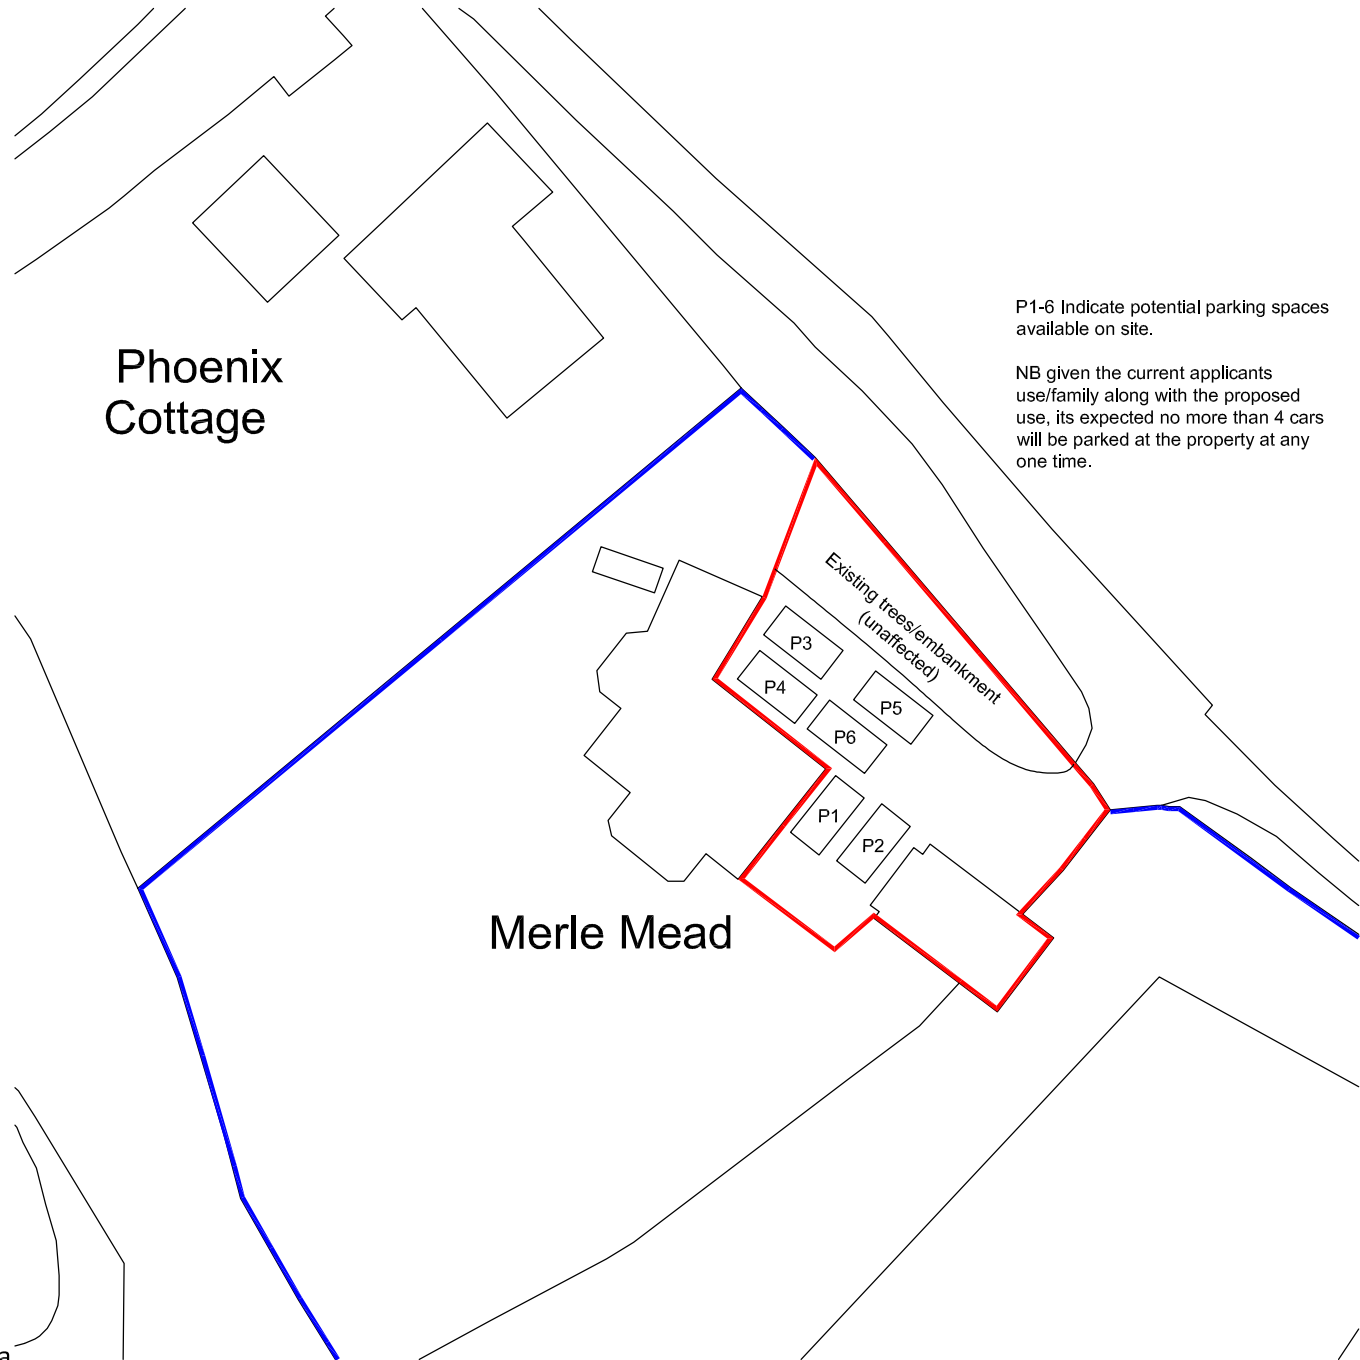 P1-6 Indicate potential parking spaces
available on site.
NB given the current applicants
use/family along with the proposed
use, its expected no more than 4 cars
will be parked at the property at any
one time.
Phoenix
Cottage
Existing trees/embankment
(unaffected)
P3
P4
P5
P6
P1
P2
Merle Mead